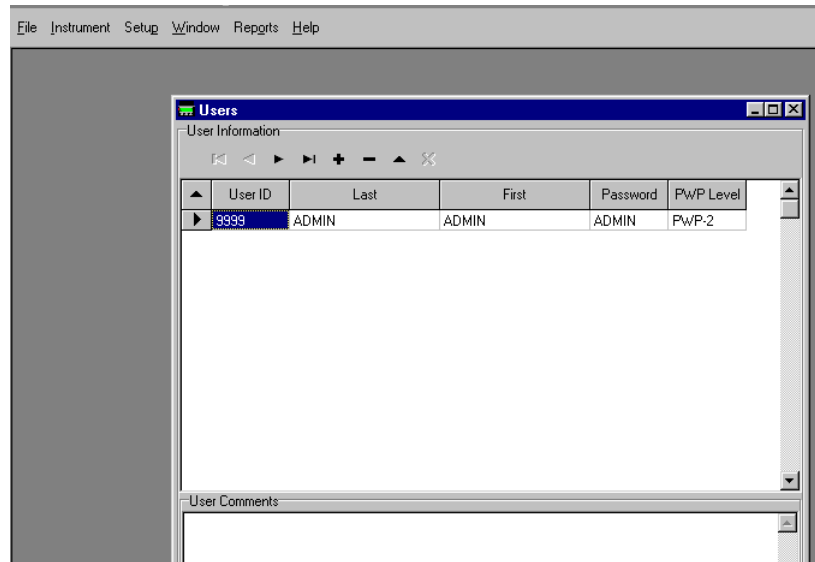 File Instrument Setup Window Reports Help
Users
User Information
User ID Last First Password PWP Level
9999 ADMIN ADMIN ADMIN PWP-2
User Comments